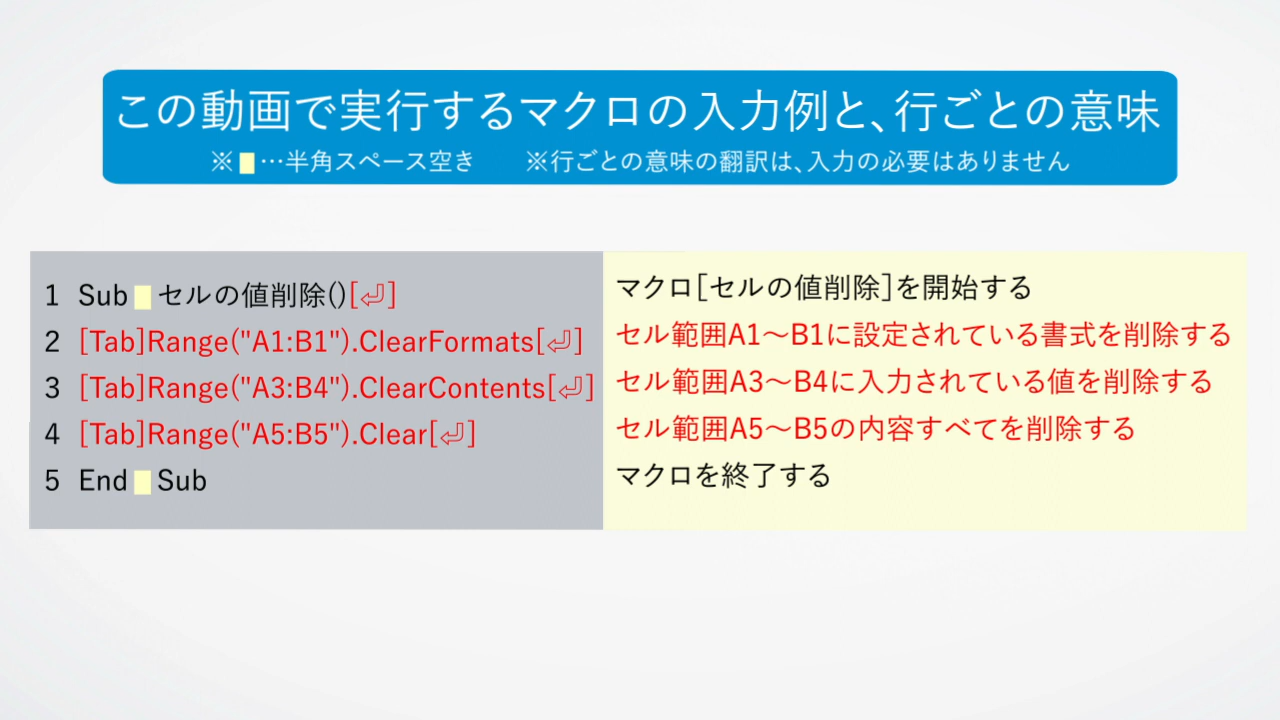 この動画で実行するマクロの入力例と、行ごとの意味
※ …半角スペース空き ※行ごとの意味の翻訳は、入力の必要はありません
1 Sub セルの値削除()[⏎] マクロ[セルの値削除]を開始する
2 [Tab]Range("A1:B1").ClearFormats[⏎] セル範囲A1～B1に設定されている書式を削除する
3 [Tab]Range("A3:B4").ClearContents[⏎] セル範囲A3～B4に入力されている値を削除する
4 [Tab]Range("A5:B5").Clear[⏎] セル範囲A5～B5の内容すべてを削除する
5 End Sub マクロを終了する